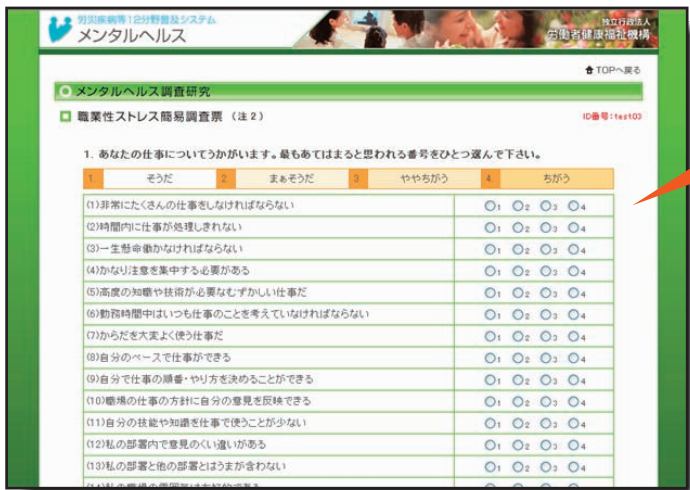 労災疾病等12分野普及システム
メンタルヘルス
独立行政法人
労働者健康福祉機構
TOPへ戻る
メンタルヘルス調査研究
職業性ストレス簡易調査票 (注2)
ID番号:test03
1. あなたの仕事についてうかがいます。最もあてはまると思われる番号をひとつ選んで下さい。
1 そうだ 2 まぁそうだ 3 ややちがう 4 ちがう
(1)非常にたくさんの仕事をしなければならない 1 2 3 4
(2)時間内に仕事が処理しきれない 1 2 3 4
(3)一生懸命働かなければならない 1 2 3 4
(4)かなり注意を集中する必要がある 1 2 3 4
(5)高度の知識や技術が必要なむずかしい仕事だ 1 2 3 4
(6)勤務時間中はいつも仕事のことを考えていなければならない 1 2 3 4
(7)からだを大変よく使う仕事だ 1 2 3 4
(8)自分のペースで仕事ができる 1 2 3 4
(9)自分で仕事の順番・やり方を決めることができる 1 2 3 4
(10)職場の仕事の方針に自分の意見を反映できる 1 2 3 4
(11)自分の技能や知識を仕事で使うことが少ない 1 2 3 4
(12)私の部署内で意見のくい違いがある 1 2 3 4
(13)私の部署と他の部署とはうまが合わない 1 2 3 4